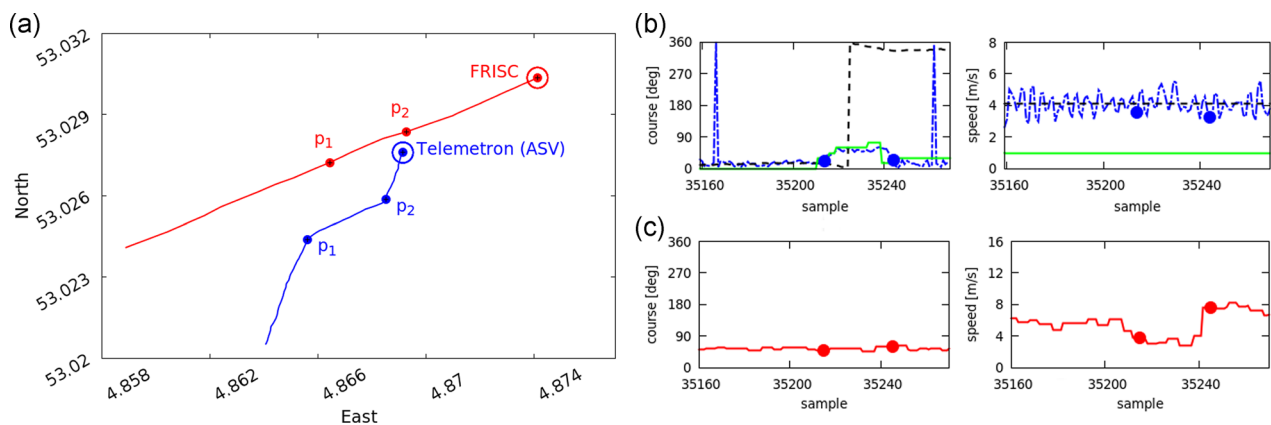 (a)
53.032
53.029
53.026
53.023
53.02
North
FRISC
p2
p1
Telemetron (ASV)
p2
p1
4.858
4.862
4.866
4.87
4.874
East
(b)
360
270
180
90
0
course [deg]
35160
35200
35240
sample
8
6
4
2
0
speed [m/s]
35160
35200
35240
sample
(c)
360
270
180
90
0
course [deg]
35160
35200
35240
sample
16
12
8
4
0
speed [m/s]
35160
35200
35240
sample